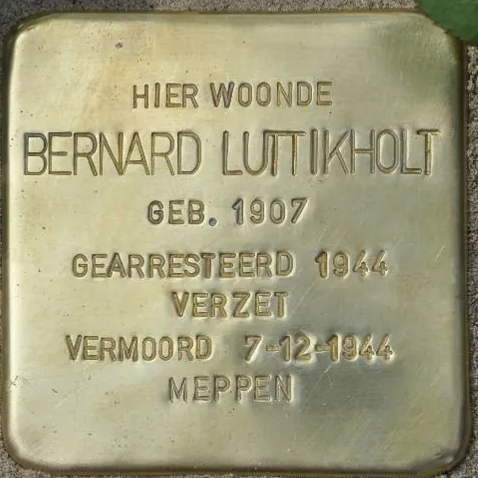 HIER WOONDE
BERNARD LUTTIKHOLT
GEB. 1907
GEARRESTEERD 1944
VERZET
VERMOORD 7-12-1944
MEPPEN